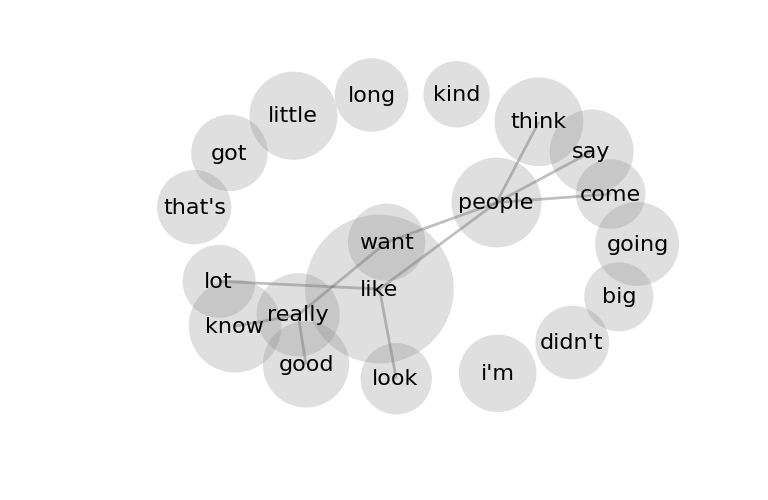 kind
long
little
think
say
got
come
people
that's
want
going
lot
like
big
really
know
didn't
good
i'm
look